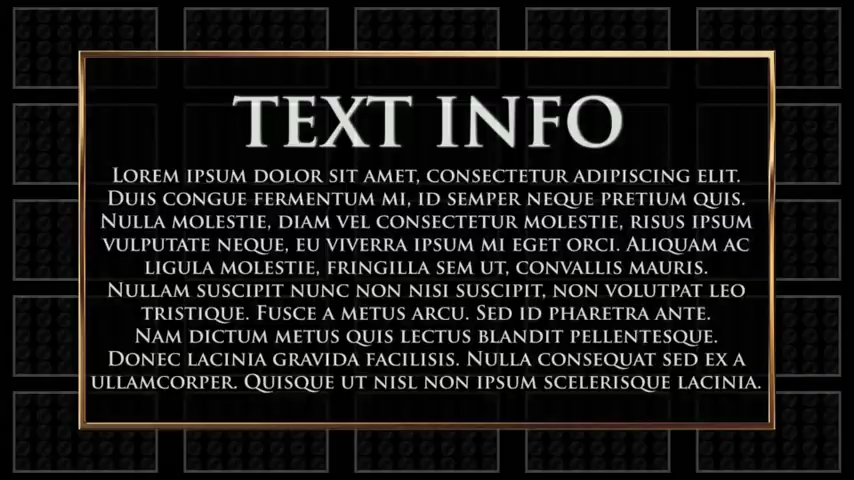 TEXT INFO
Lorem ipsum dolor sit amet, consectetur adipiscing elit.
Duis congue fermentum mi, id semper neque pretium quis.
Nulla molestie, diam vel consectetur molestie, risus ipsum
vulputate neque, eu viverra ipsum mi eget orci. Aliquam ac
ligula molestie, fringilla sem ut, convallis mauris.
Nullam suscipit nunc non nisi suscipit, non volutpat leo
tristique. Fusce a metus arcu. Sed id pharetra ante.
Nam dictum metus quis lectus blandit pellentesque.
Donec lacinia gravida facilisis. Nulla consequat sed ex a
ullamcorper. Quisque ut nisl non ipsum scelerisque lacinia.